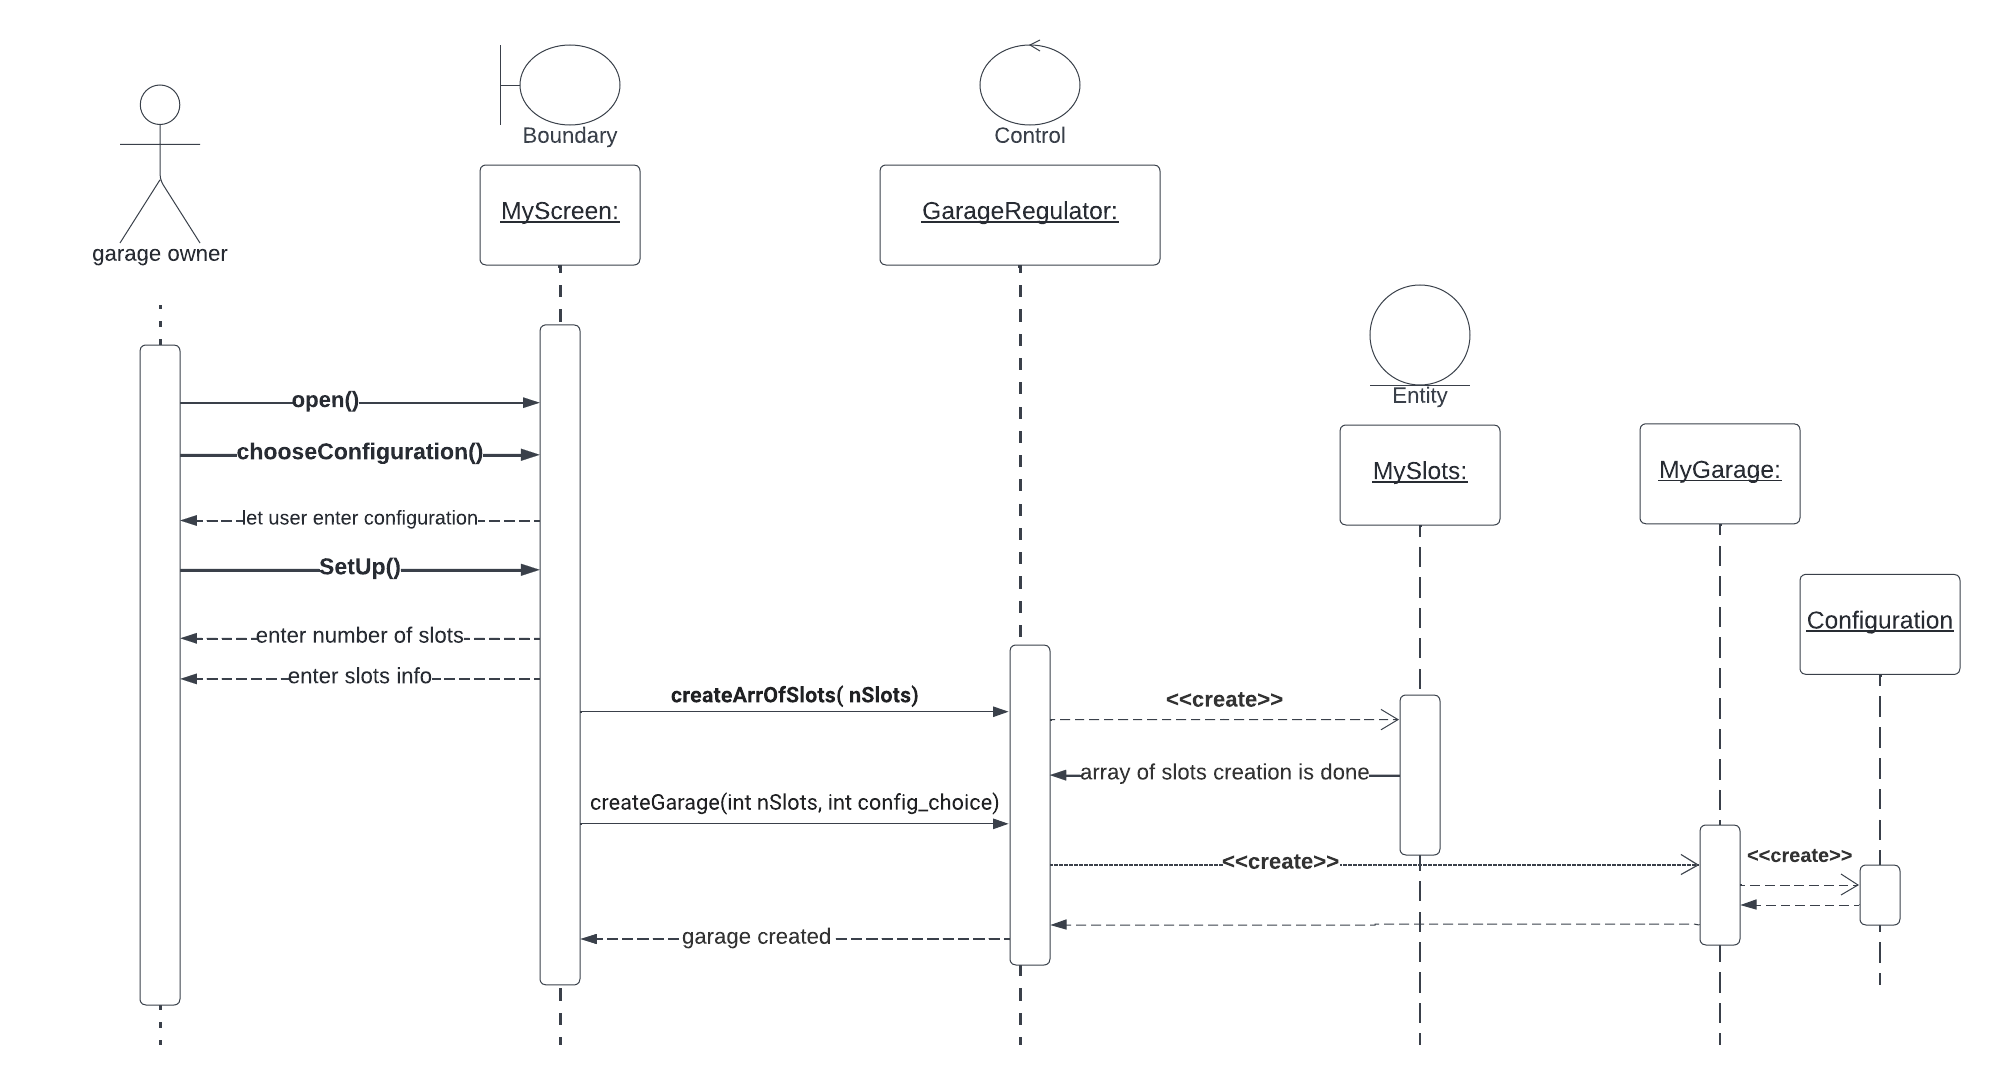 Boundary
Control
MyScreen:
GarageRegulator:
garage owner
Entity
open()
chooseConfiguration()
MySlots:
MyGarage:
let user enter configuration
SetUp()
Configuration
enter number of slots
enter slots info
createArrOfSlots( nSlots)
<<create>>
array of slots creation is done
createGarage(int nSlots, int config_choice)
<<create>>
<<create>>
garage created